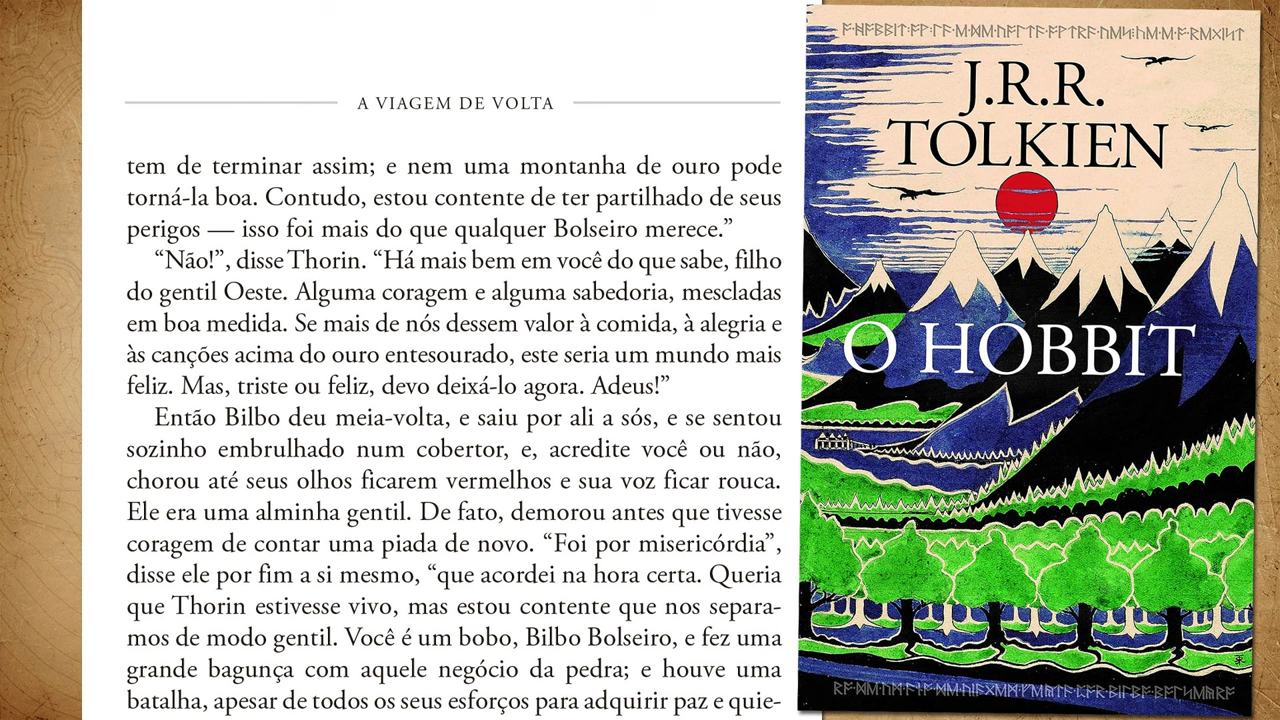 A VIAGEM DE VOLTA
tem de terminar assim; e nem uma montanha de ouro pode
torná-la boa. Contudo, estou contente de ter partilhado de seus
perigos — isso foi mais do que qualquer Bolseiro merece.”
“Não!”, disse Thorin. “Há mais bem em você do que sabe, filho
do gentil Oeste. Alguma coragem e alguma sabedoria, mescladas
em boa medida. Se mais de nós dessem valor à comida, à alegria e
às canções acima do ouro entesourado, este seria um mundo mais
feliz. Mas, triste ou feliz, devo deixá-lo agora. Adeus!”
Então Bilbo deu meia-volta, e saiu por ali a sós, e se sentou
sozinho embrulhado num cobertor, e, acredite você ou não,
chorou até seus olhos ficarem vermelhos e sua voz ficar rouca.
Ele era uma alminha gentil. De fato, demorou antes que tivesse
coragem de contar uma piada de novo. “Foi por misericórdia”,
disse ele por fim a si mesmo, “que acordei na hora certa. Queria
que Thorin estivesse vivo, mas estou contente que nos separa-
mos de modo gentil. Você é um bobo, Bilbo Bolseiro, e fez uma
grande bagunça com aquele negócio da pedra; e houve uma
batalha, apesar de todos os seus esforços para adquirir paz e quie-
J.R.R.
TOLKIEN
O HOBBIT